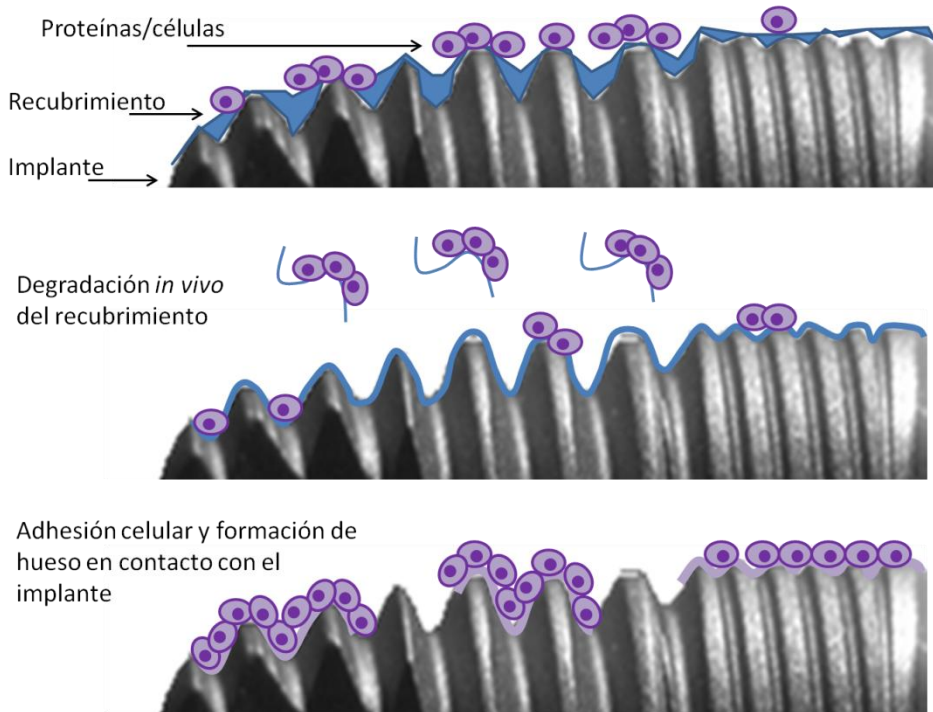 Proteínas/células
Recubrimiento
Implante
Degradación in vivo
del recubrimiento
Adhesión celular y formación de
hueso en contacto con el
implante